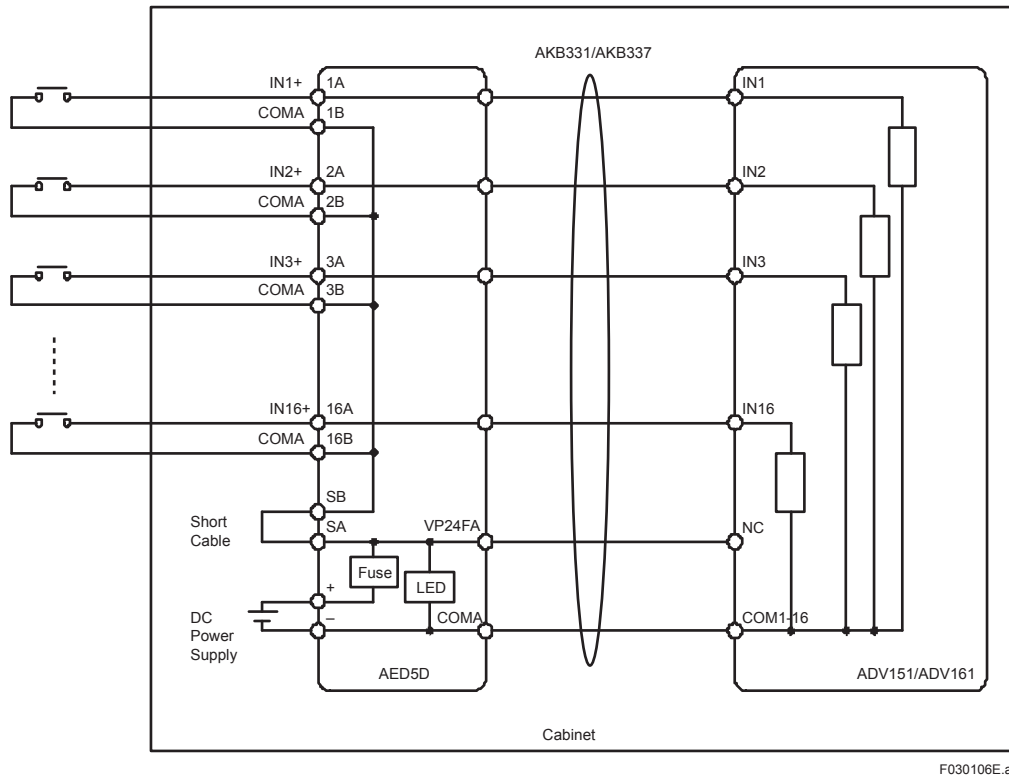 AKB331/AKB337
IN1+ 1A IN1
COMA 1B
IN2+ 2A IN2
COMA 2B
IN3+ 3A IN3
COMA 3B
IN16+ 16A IN16
COMA 16B
SB
Short
Cable
SA VP24FA NC
Fuse
LED
+
DC
Power
Supply
– COMA COM1-16
AED5D ADV151/ADV161
Cabinet
F030106E.a